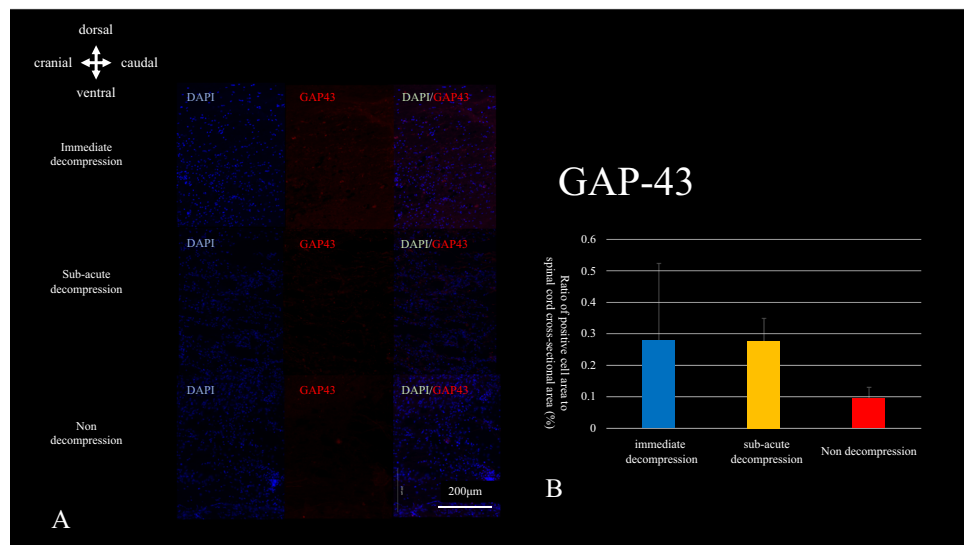 dorsal
cranial
caudal
ventral
DAPI
GAP43
DAPI/GAP43
Immediate
decompression
DAPI
GAP43
DAPI/GAP43
Sub-acute
decompression
DAPI
GAP43
DAPI/GAP43
Non
decompression
200μm
A
GAP-43
Ratio of positive cell area to
spinal cord cross-sectional area (%)
0.6
0.5
0.4
0.3
0.2
0.1
0
immediate
decompression
sub-acute
decompression
Non decompression
B